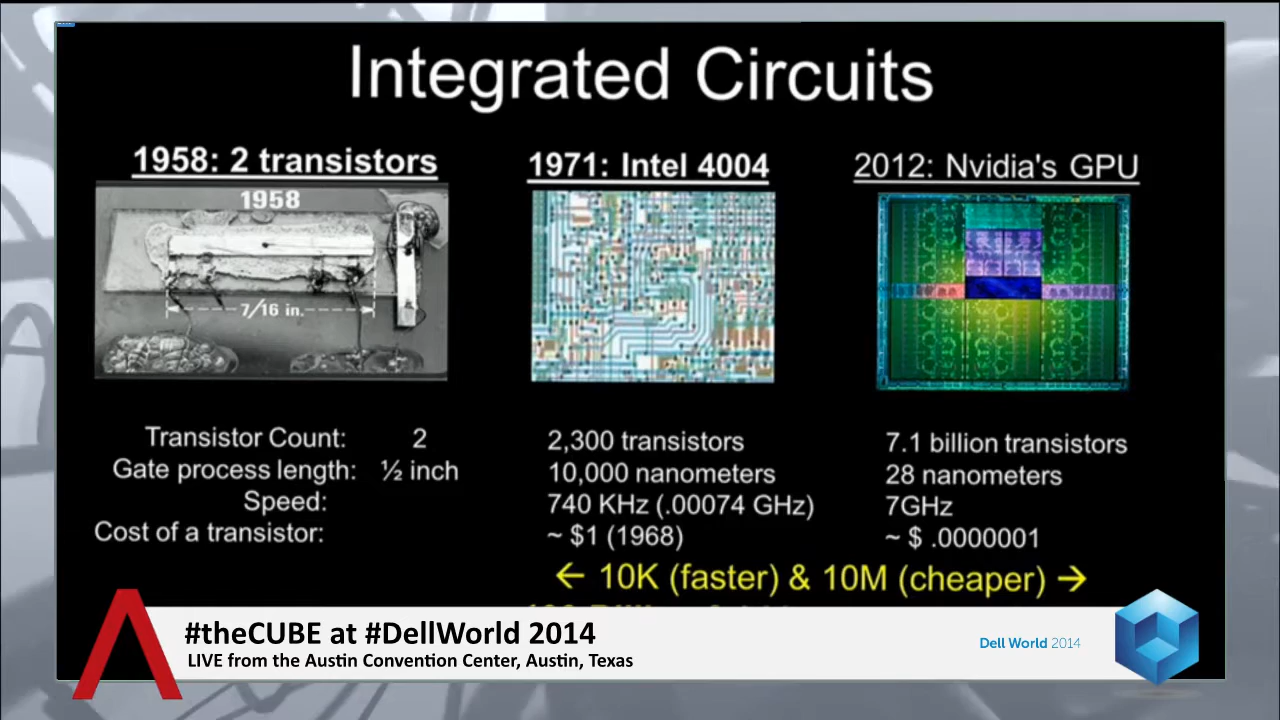 Integrated Circuits
1958: 2 transistors
1958
7/16 in.
Transistor Count: 2
Gate process length: ½ inch
Speed:
Cost of a transistor:
1971: Intel 4004
2,300 transistors
10,000 nanometers
740 KHz (.00074 GHz)
~ $1 (1968)
2012: Nvidia's GPU
7.1 billion transistors
28 nanometers
7GHz
~ $ .0000001
← 10K (faster) & 10M (cheaper) →
#theCUBE at #DellWorld 2014
LIVE from the Austin Convention Center, Austin, Texas
Dell World 2014